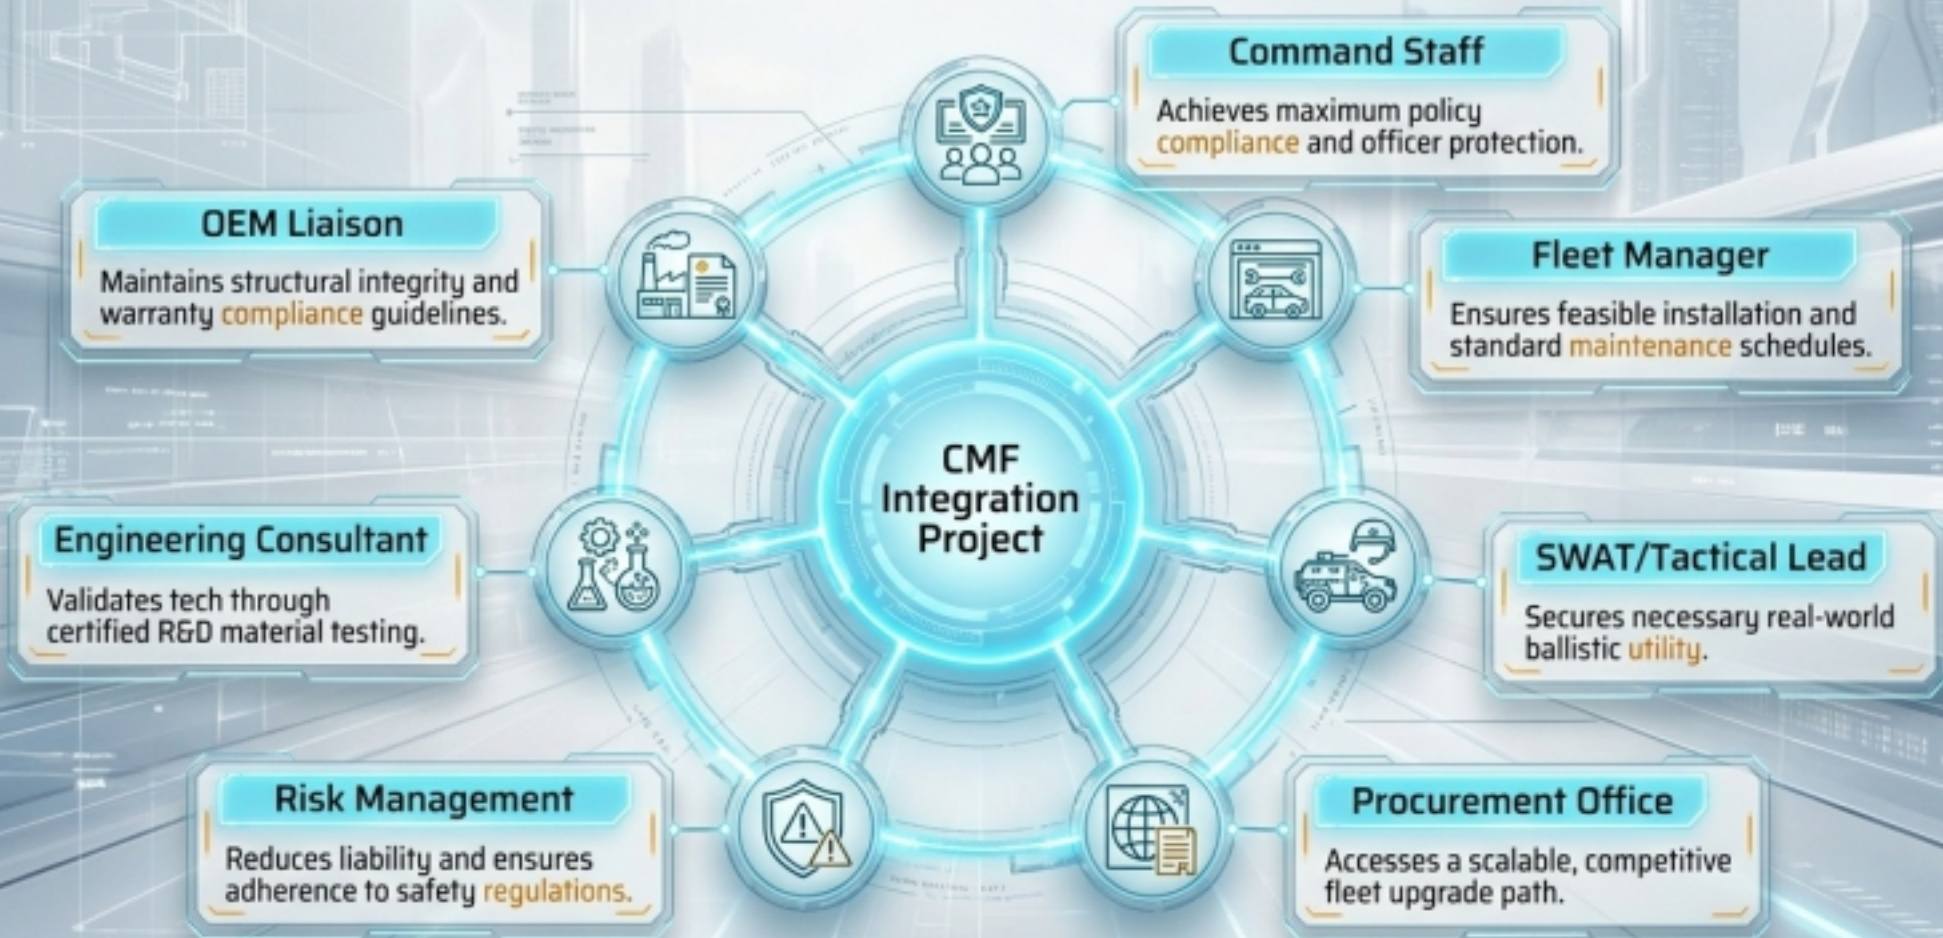 Command Staff
Achieves maximum policy
compliance and officer protection.
OEM Liaison
Maintains structural integrity and
warranty compliance guidelines.
Fleet Manager
Ensures feasible installation and
standard maintenance schedules.
CMF
Integration
Project
Engineering Consultant
Validates tech through
certified R&D material testing.
SWAT/Tactical Lead
Secures necessary real-world
ballistic utility.
Risk Management
Reduces liability and ensures
adherence to safety regulations.
Procurement Office
Accesses a scalable, competitive
fleet upgrade path.